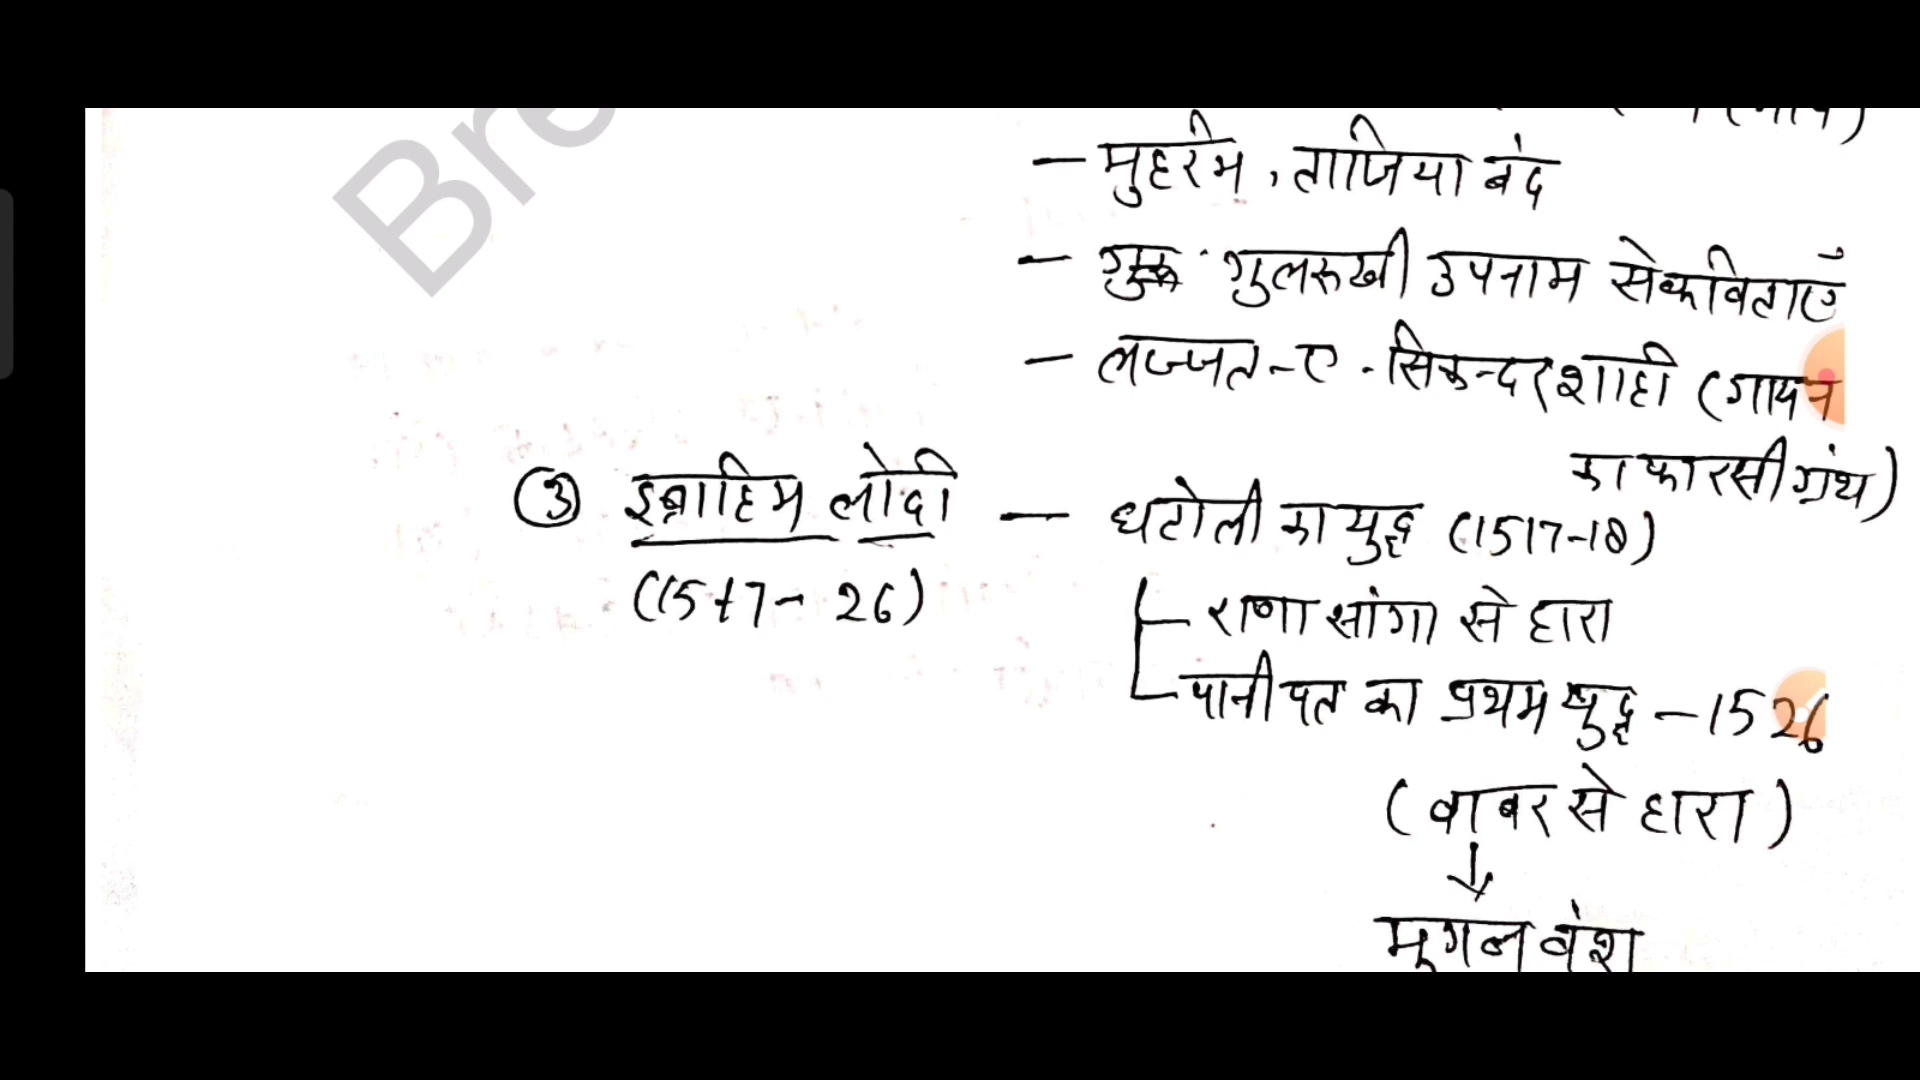 Bre
– मुहर्रम, ताजिया बंद
– गुलरुखी उपनाम से कविताएँ
– लज्जत-ए-सिकन्दरशाही (गायन
का फारसी ग्रंथ)
③ इब्राहिम लोदी – घटोली का युद्ध (1517-18)
(1517- 26)
राणा सांगा से हारा
पानीपत का प्रथम युद्ध – 1526
(बाबर से हारा)
↓
मुगल वंश